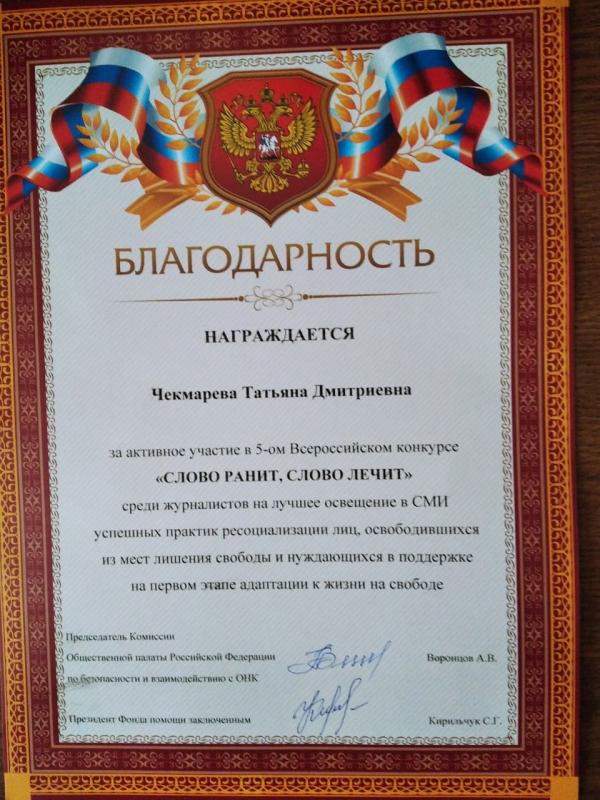 БЛАГОДАРНОСТЬ
НАГРАЖДАЕТСЯ
Чекмарева Татьяна Дмитриевна
за активное участие в 5-ом Всероссийском конкурсе
«СЛОВО РАНИТ, СЛОВО ЛЕЧИТ»
среди журналистов на лучшее освещение в СМИ
успешных практик ресоциализации лиц, освободившихся
из мест лишения свободы и нуждающихся в поддержке
на первом этапе адаптации к жизни на свободе
Председатель Комиссии
Общественной палаты Российской Федерации Воронцов А.В.
по безопасности и взаимодействию с ОНК
Президент Фонда помощи заключенным Кирильчук С.Г.